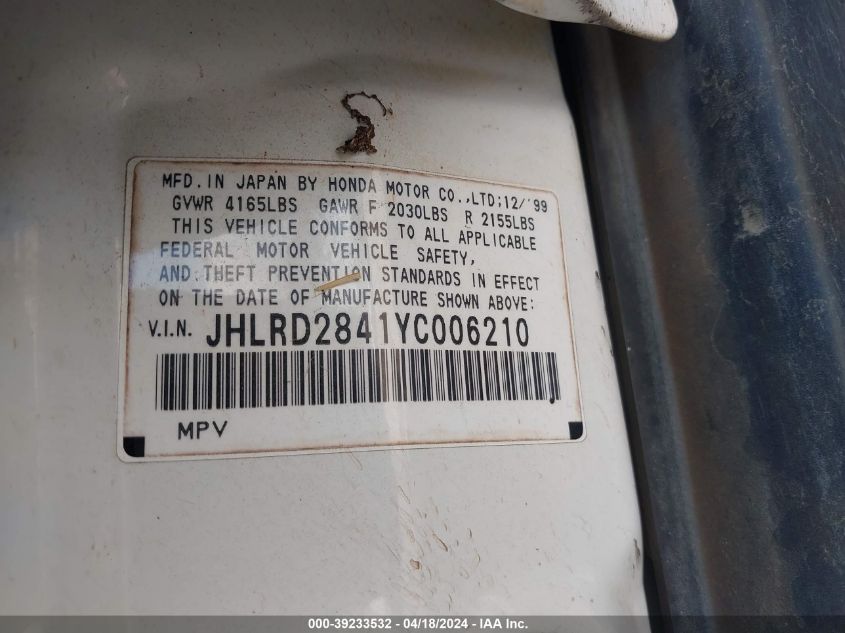 MFD. IN JAPAN BY HONDA MOTOR CO.,LTD; 12/'99
GVWR 4165LBS GAWR F 2030LBS R 2155LBS
THIS VEHICLE CONFORMS TO ALL APPLICABLE
FEDERAL MOTOR VEHICLE SAFETY,
AND THEFT PREVENTION STANDARDS IN EFFECT
ON THE DATE OF MANUFACTURE SHOWN ABOVE:
V.I.N. JHLRD2841YC006210
MPV
000-39233532 - 04/18/2024 - IAA Inc.